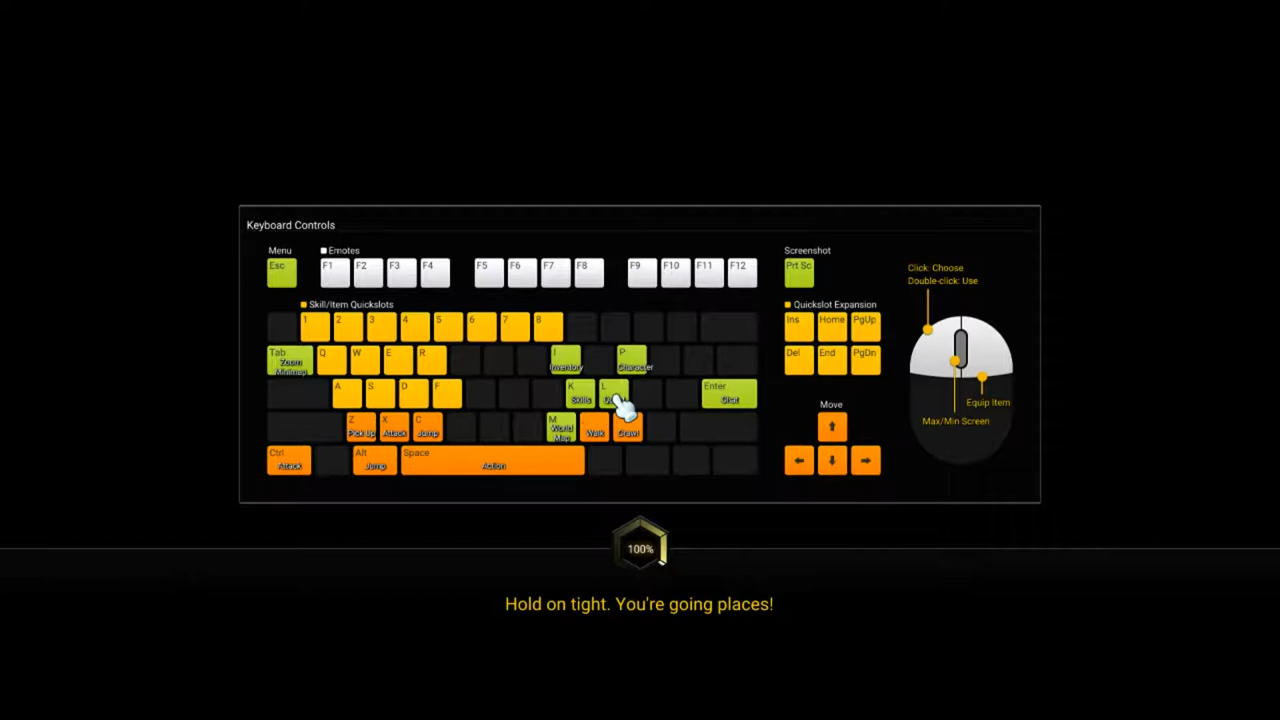 Keyboard Controls
Menu
Emotes
Screenshot
Esc F1 F2 F3 F4 F5 F6 F7 F8 F9 F10 F11 F12 Prt Sc
Click: Choose
Double-click: Use
Skill/Item Quickslots
Quickslot Expansion
1 2 3 4 5 6 7 8 Ins Home PgUp
Tab Q W E R I P Del End PgDn
Zoom Minimap Inventory Character
A S D F K L Enter
Skills Chat
Equip Item
Move
Max/Min Screen
Z X C M
Pick Up Attack Jump World Map Walk Crawl
Ctrl Alt Space
Attack Jump Action
100%
Hold on tight. You're going places!